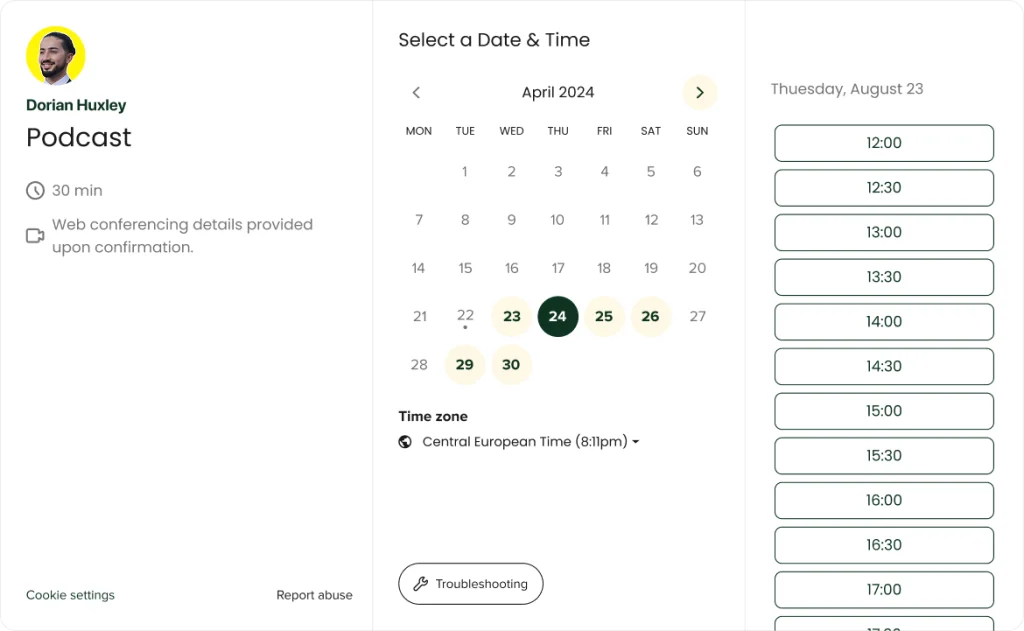 Dorian Huxley
Podcast
30 min
Web conferencing details provided
upon confirmation.
Cookie settings
Report abuse
Select a Date & Time
April 2024
MON TUE WED THU FRI SAT SUN
1 2 3 4 5 6
7 8 9 10 11 12 13
14 15 16 17 18 19 20
21 22 23 24 25 26 27
28 29 30
Time zone
Central European Time (8:11pm)
Troubleshooting
Thuesday, August 23
12:00
12:30
13:00
13:30
14:00
14:30
15:00
15:30
16:00
16:30
17:00